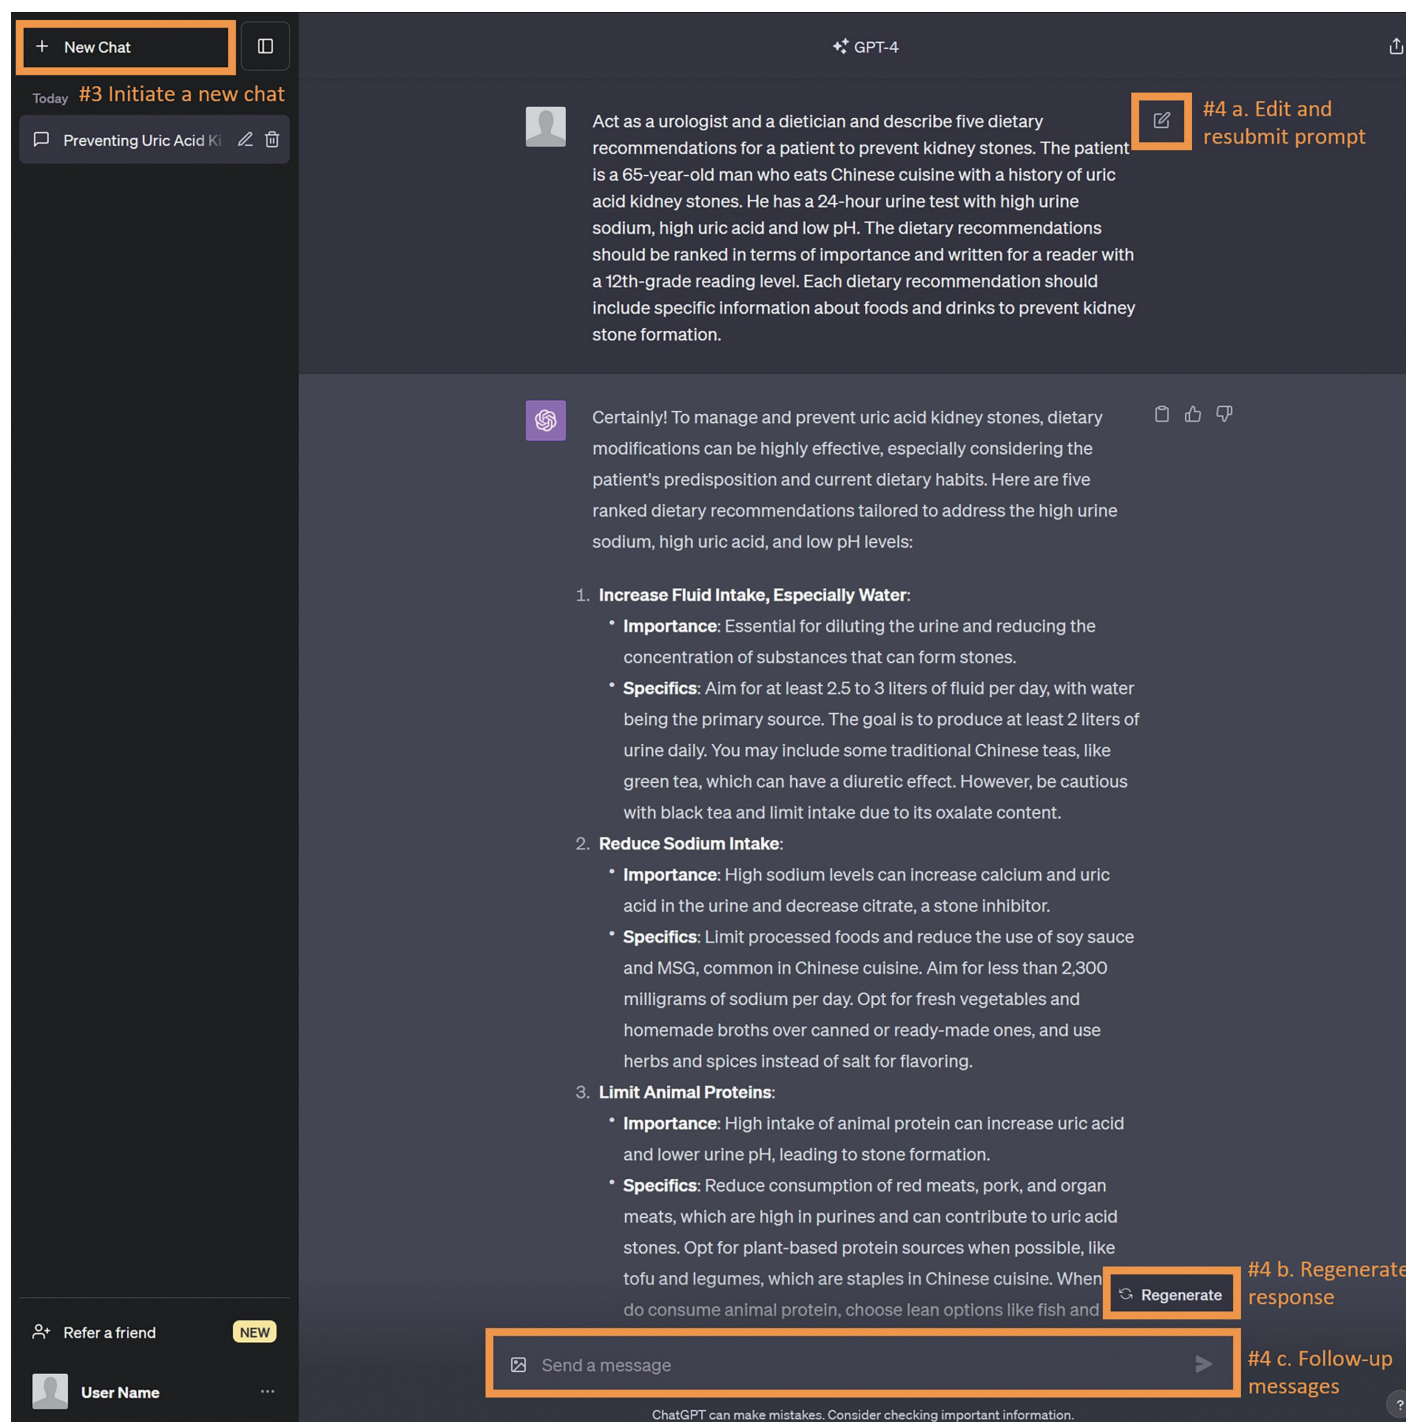 New Chat
GPT-4
#3 Initiate a new chat
Today
Preventing Uric Acid Ki
#4 a. Edit and
resubmit prompt
Act as a urologist and a dietician and describe five dietary
recommendations for a patient to prevent kidney stones. The patient
is a 65-year-old man who eats Chinese cuisine with a history of uric
acid kidney stones. He has a 24-hour urine test with high urine
sodium, high uric acid and low pH. The dietary recommendations
should be ranked in terms of importance and written for a reader with
a 12th-grade reading level. Each dietary recommendation should
include specific information about foods and drinks to prevent kidney
stone formation.
Certainly! To manage and prevent uric acid kidney stones, dietary
modifications can be highly effective, especially considering the
patient's predisposition and current dietary habits. Here are five
ranked dietary recommendations tailored to address the high urine
sodium, high uric acid, and low pH levels:
1. Increase Fluid Intake, Especially Water:
• Importance: Essential for diluting the urine and reducing the
concentration of substances that can form stones.
• Specifics: Aim for at least 2.5 to 3 liters of fluid per day, with water
being the primary source. The goal is to produce at least 2 liters of
urine daily. You may include some traditional Chinese teas, like
green tea, which can have a diuretic effect. However, be cautious
with black tea and limit intake due to its oxalate content.
2. Reduce Sodium Intake:
• Importance: High sodium levels can increase calcium and uric
acid in the urine and decrease citrate, a stone inhibitor.
• Specifics: Limit processed foods and reduce the use of soy sauce
and MSG, common in Chinese cuisine. Aim for less than 2,300
milligrams of sodium per day. Opt for fresh vegetables and
homemade broths over canned or ready-made ones, and use
herbs and spices instead of salt for flavoring.
3. Limit Animal Proteins:
• Importance: High intake of animal protein can increase uric acid
and lower urine pH, leading to stone formation.
• Specifics: Reduce consumption of red meats, pork, and organ
meats, which are high in purines and can contribute to uric acid
stones. Opt for plant-based protein sources when possible, like
tofu and legumes, which are staples in Chinese cuisine. When
do consume animal protein, choose lean options like fish and
Regenerate
#4 b. Regenerate
response
Refer a friend
NEW
Send a message
#4 c. Follow-up
messages
User Name
ChatGPT can make mistakes. Consider checking important information.
?